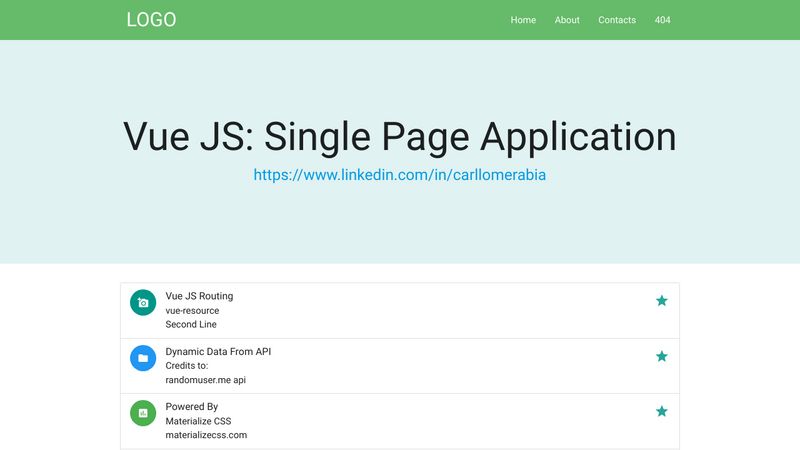 LOGO
Home About Contacts 404
Vue JS: Single Page Application
https://www.linkedin.com/in/carllomerabia
Vue JS Routing
vue-resource
Second Line
Dynamic Data From API
Credits to:
randomuser.me api
Powered By
Materialize CSS
materializecss.com